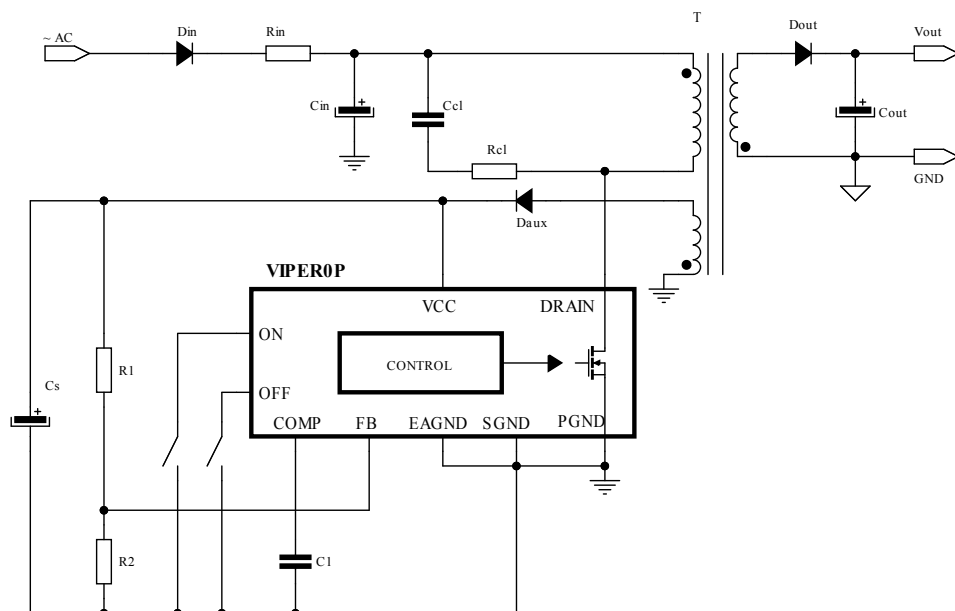 T
~ AC
Din
Rin
Dout
Vout
Cin
+
Ccl
+
Cout
Rcl
GND
Daux
VIPER0P
VCC
DRAIN
ON
CONTROL
R1
OFF
Cs
+
COMP
FB
EAGND
SGND
PGND
R2
C1